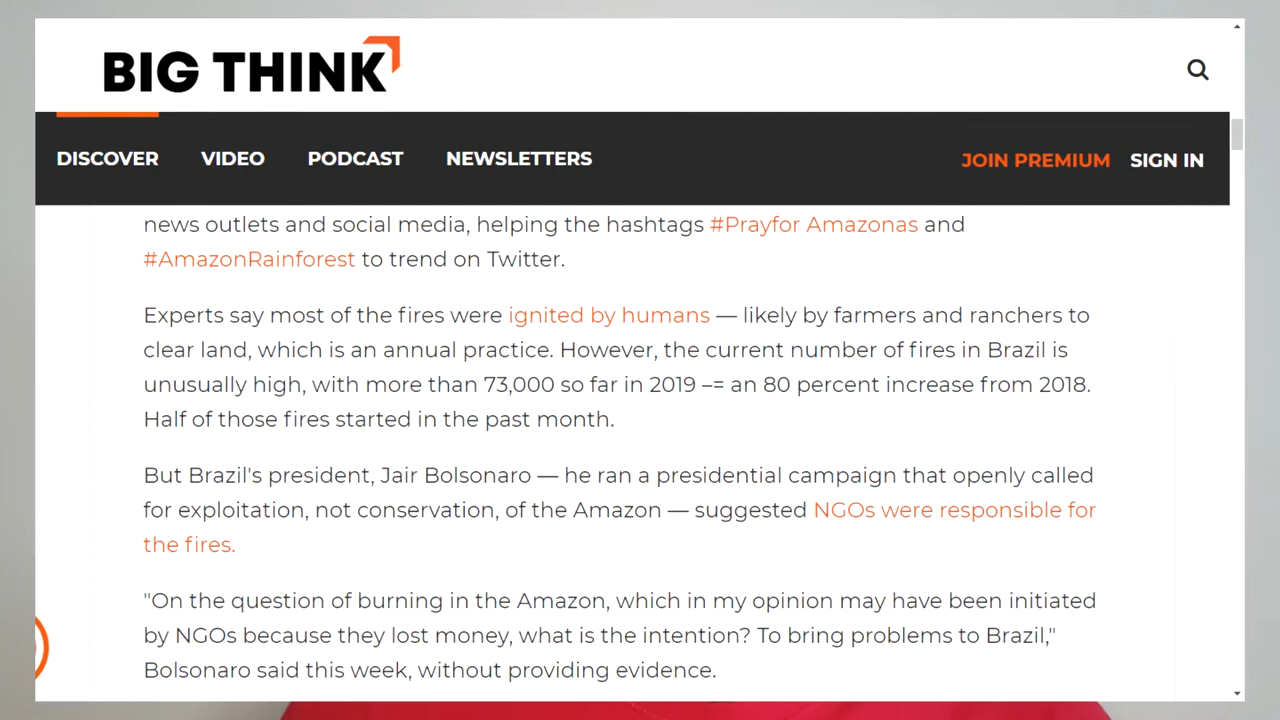 BIG THINK
DISCOVER VIDEO PODCAST NEWSLETTERS JOIN PREMIUM SIGN IN
news outlets and social media, helping the hashtags #Prayfor Amazonas and
#AmazonRainforest to trend on Twitter.
Experts say most of the fires were ignited by humans — likely by farmers and ranchers to
clear land, which is an annual practice. However, the current number of fires in Brazil is
unusually high, with more than 73,000 so far in 2019 –= an 80 percent increase from 2018.
Half of those fires started in the past month.
But Brazil's president, Jair Bolsonaro — he ran a presidential campaign that openly called
for exploitation, not conservation, of the Amazon — suggested NGOs were responsible for
the fires.
"On the question of burning in the Amazon, which in my opinion may have been initiated
by NGOs because they lost money, what is the intention? To bring problems to Brazil,"
Bolsonaro said this week, without providing evidence.